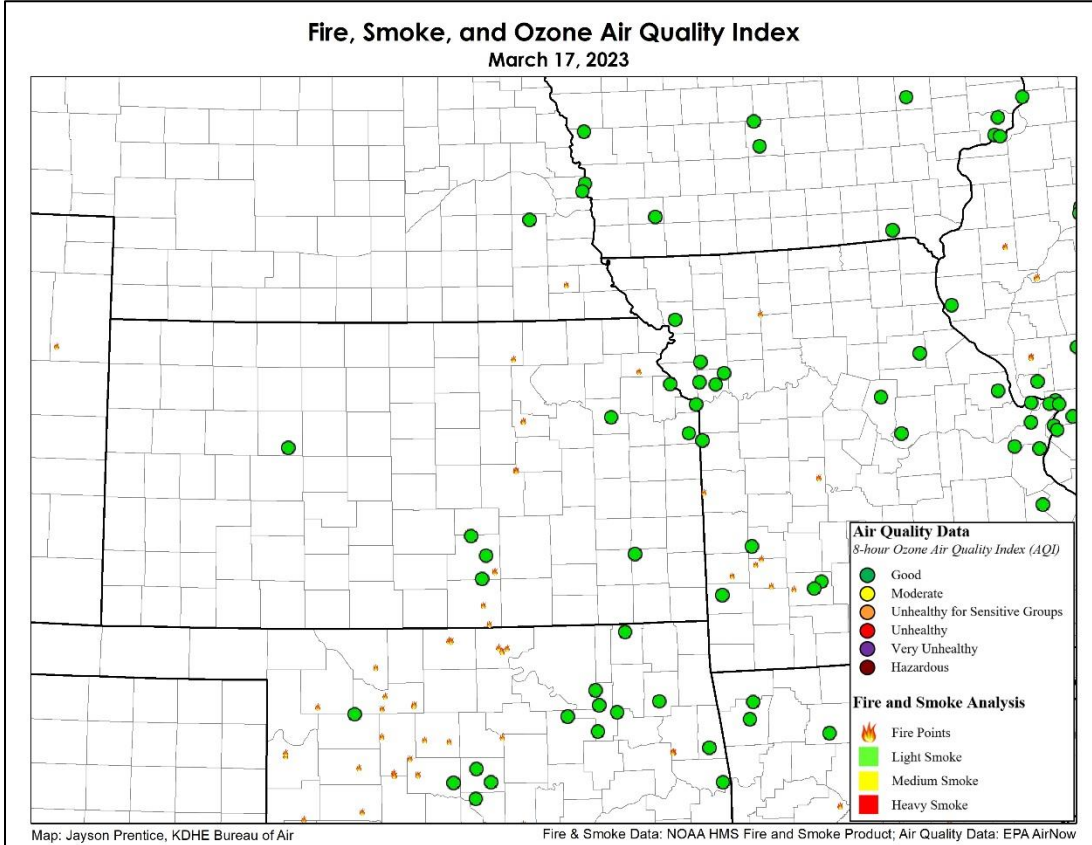 Fire, Smoke, and Ozone Air Quality Index
March 17, 2023
Air Quality Data
8-hour Ozone Air Quality Index (AQI)
Good
Moderate
Unhealthy for Sensitive Groups
Unhealthy
Very Unhealthy
Hazardous
Fire and Smoke Analysis
Fire Points
Light Smoke
Medium Smoke
Heavy Smoke
Map: Jayson Prentice, KDHE Bureau of Air
Fire & Smoke Data: NOAA HMS Fire and Smoke Product; Air Quality Data: EPA AirNow